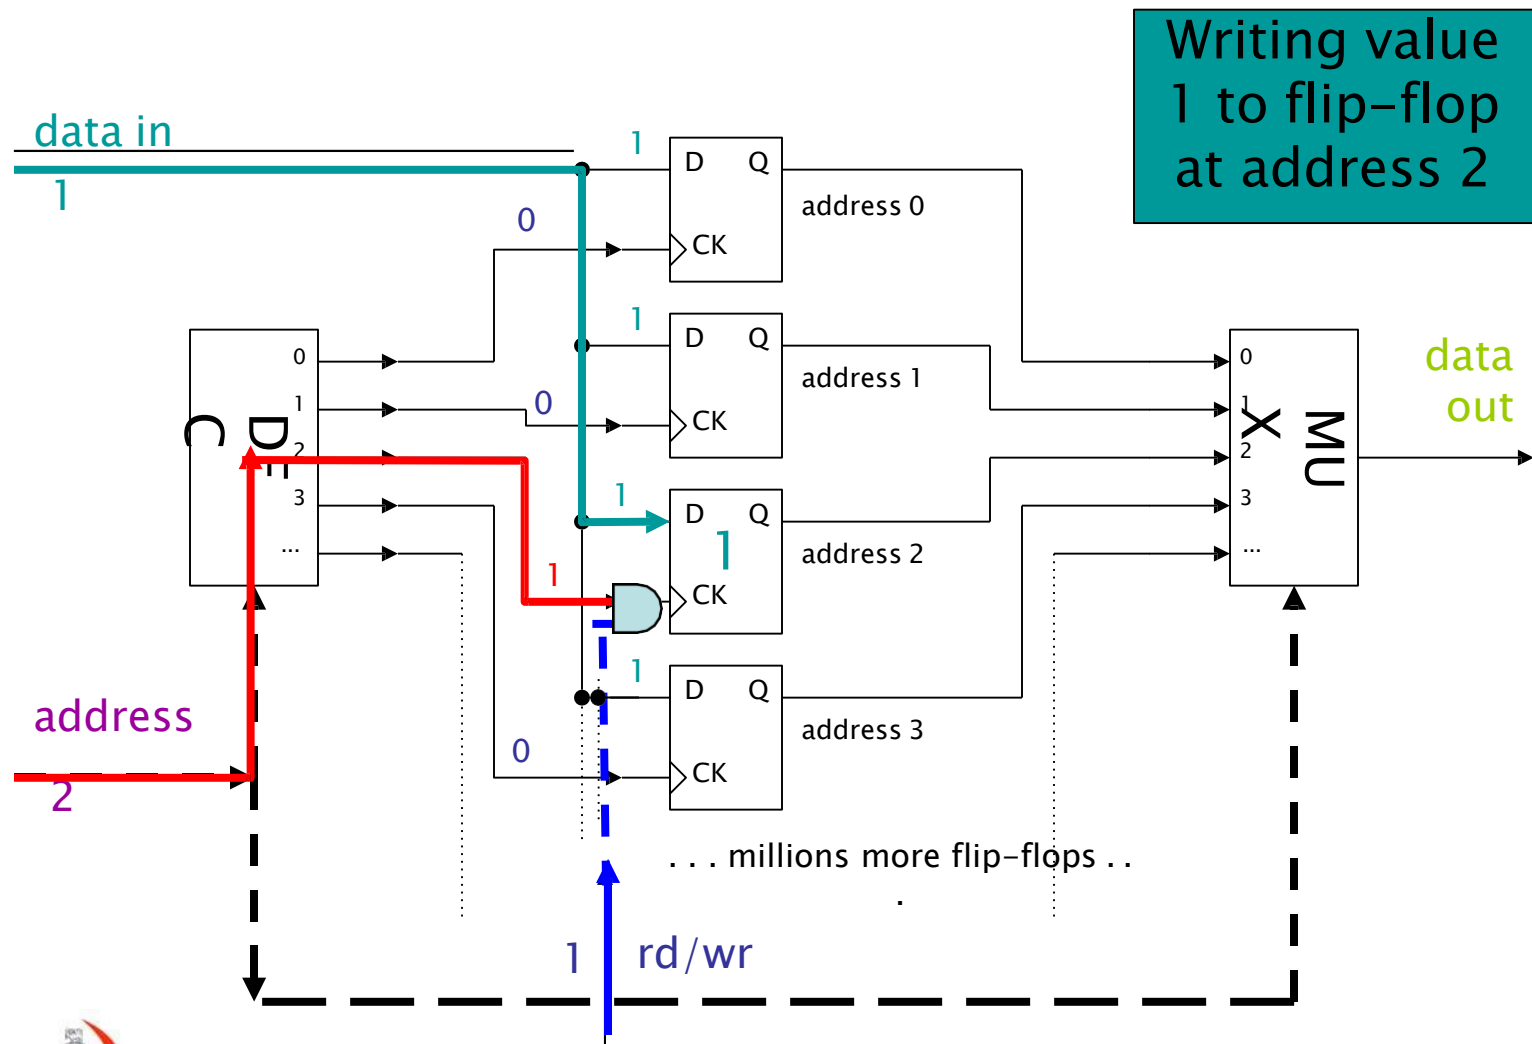 Writing value
1 to flip-flop
at address 2
data in
1
1
D Q
address 0
0
CK
1
D Q
address 1
0
CK
0
1
2
3
...
DE
C
1
D Q
1
address 2
1
CK
1
D Q
address 3
0
CK
0
1
2
3
...
MU
X
data
out
address
2
. . . millions more flip-flops . .
.
1 rd/wr